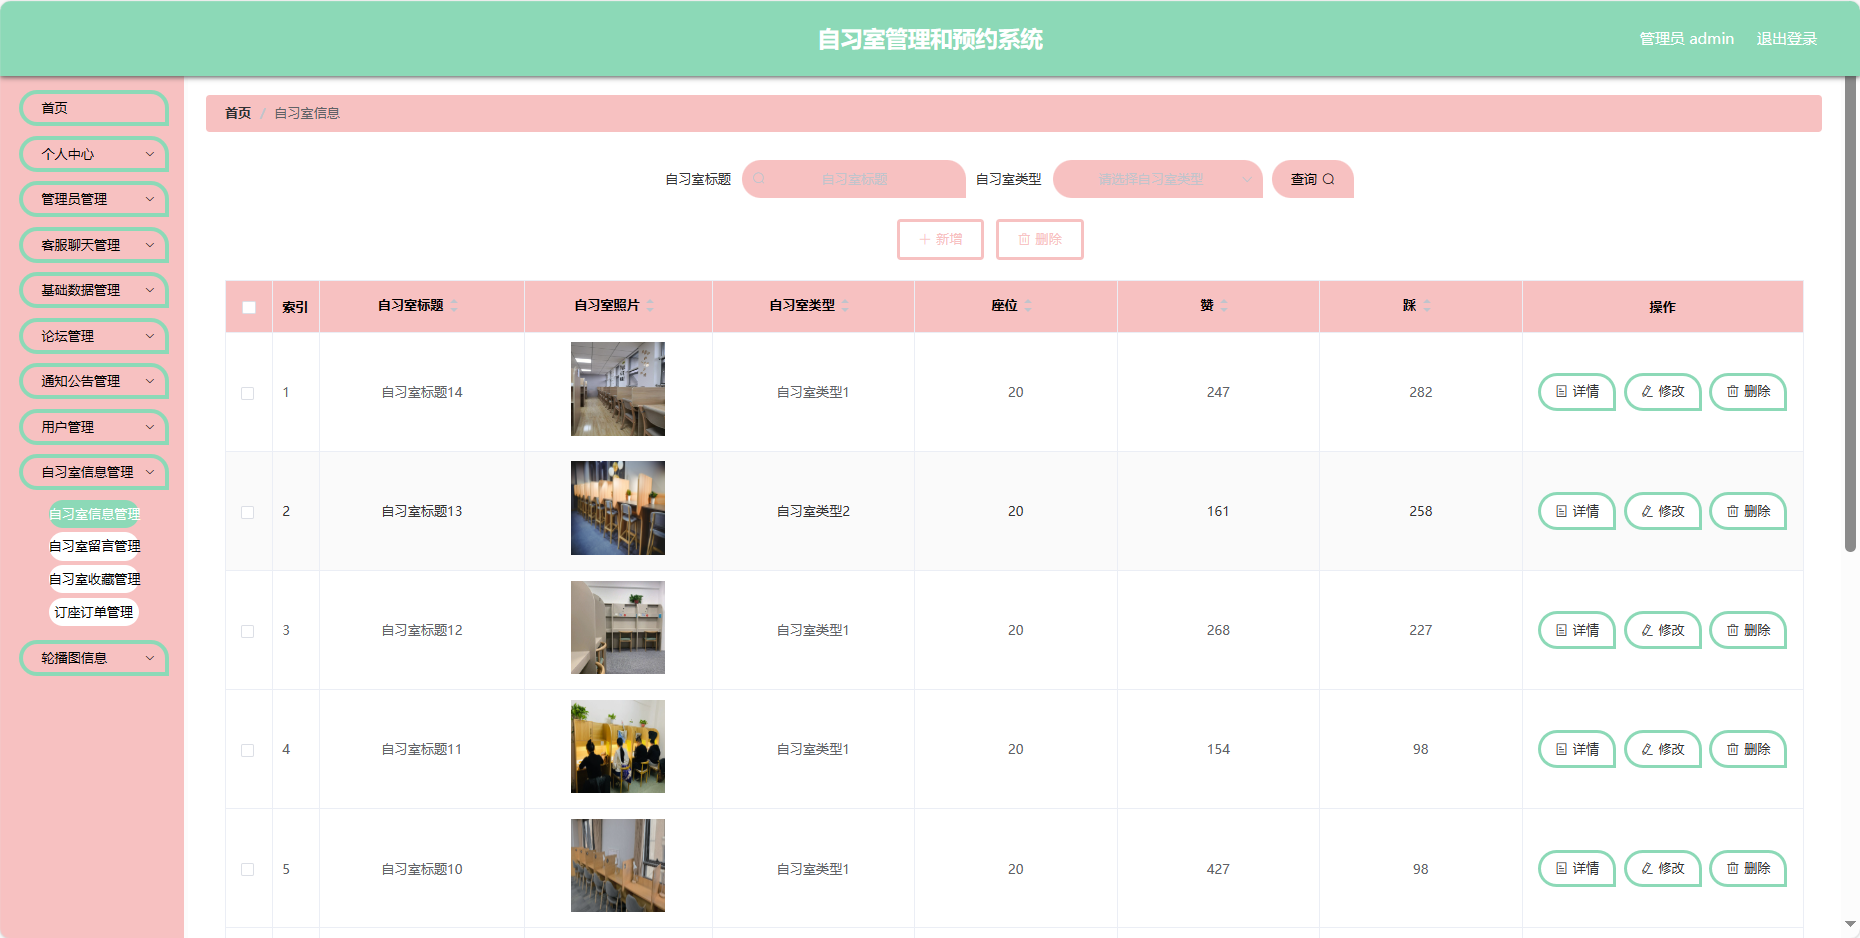 自习室管理和预约系统
管理员 admin 退出登录
首页
个人中心
管理员管理
客服聊天管理
基础数据管理
论坛管理
通知公告管理
用户管理
自习室信息管理
自习室信息管理
自习室留言管理
自习室收藏管理
订座订单管理
轮播图信息
首页 / 自习室信息
自习室标题 自习室标题 自习室类型 请选择自习室类型 查询
新增 删除
索引 自习室标题 自习室照片 自习室类型 座位 赞 踩 操作
1 自习室标题14 自习室类型1 20 247 282 详情 修改 删除
2 自习室标题13 自习室类型2 20 161 258 详情 修改 删除
3 自习室标题12 自习室类型1 20 268 227 详情 修改 删除
4 自习室标题11 自习室类型1 20 154 98 详情 修改 删除
5 自习室标题10 自习室类型1 20 427 98 详情 修改 删除